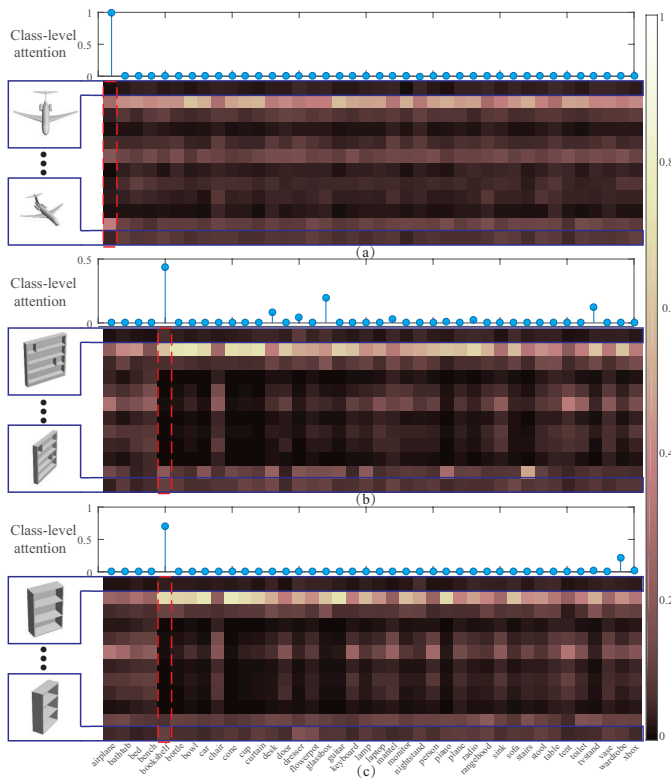 Class-level
attention
1
0.5
0
(a)
Class-level
attention
0.5
0
(b)
Class-level
attention
1
0.5
0
airplane
bathtub
bed
bench
bookshelf
bottle
bowl
car
chair
cone
cup
curtain
desk
door
dresser
flowerpot
glassbox
guitar
keyboard
lamp
laptop
mantel
monitor
nightstand
person
piano
plane
radio
rangehood
sink
sofa
stairs
stool
table
tent
toilet
tvstand
vase
wardrobe
xbox
(c)
1
0.8
0.4
0.2
0